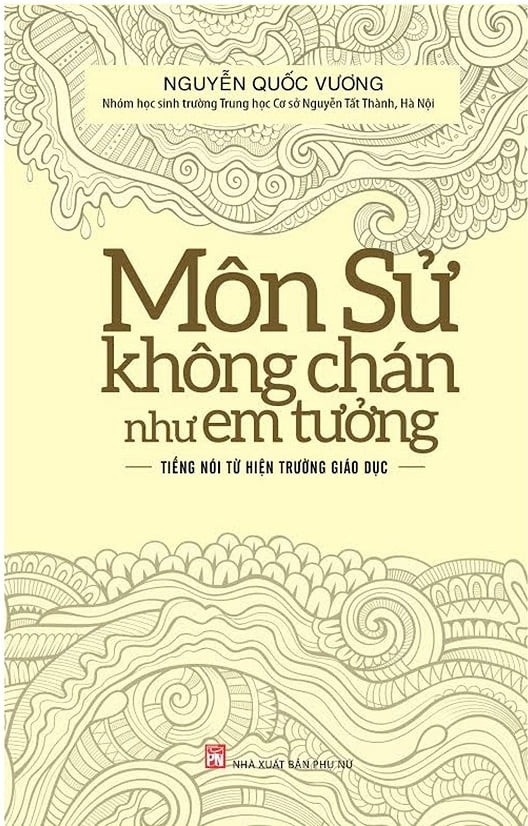 NGUYỄN QUỐC VƯƠNG
Nhóm học sinh trường Trung học Cơ sở Nguyễn Tất Thành, Hà Nội
Môn Sử
không chán
như em tưởng
TIẾNG NÓI TỪ HIỆN TRƯỜNG GIÁO DỤC
PN
NHÀ XUẤT BẢN PHỤ NỮ